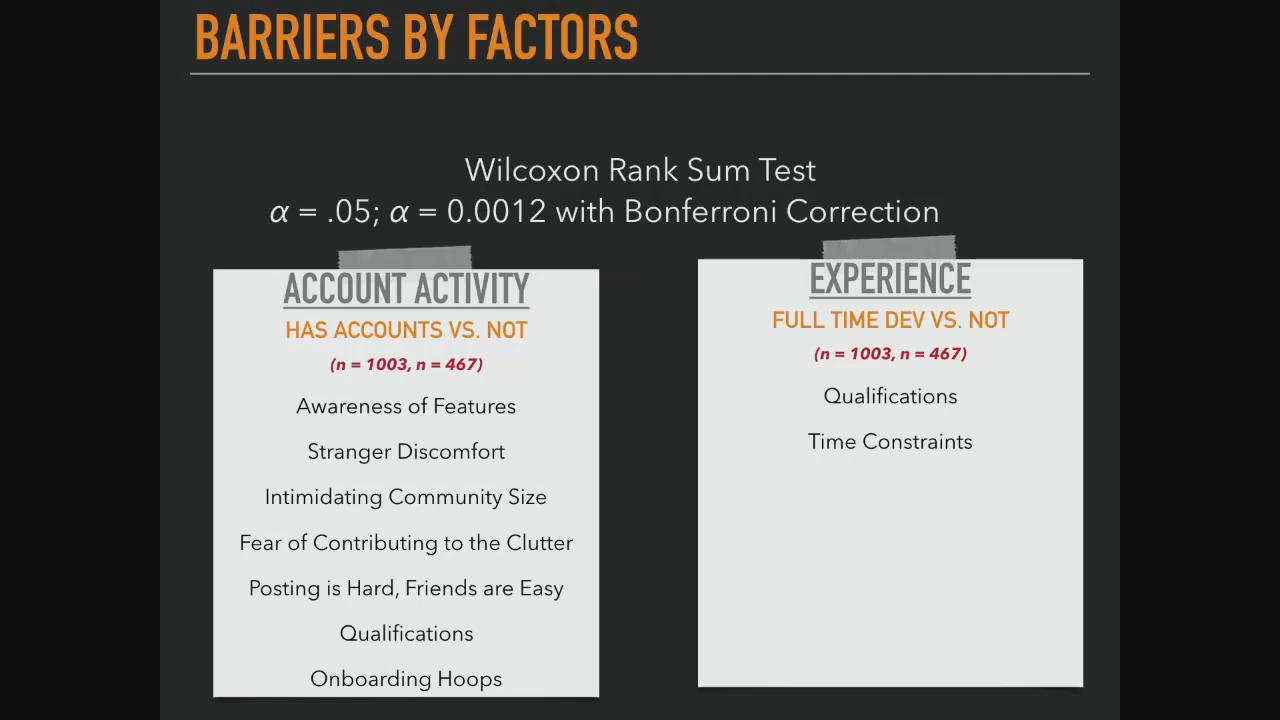 BARRIERS BY FACTORS
Wilcoxon Rank Sum Test
α = .05; α = 0.0012 with Bonferroni Correction
ACCOUNT ACTIVITY
HAS ACCOUNTS VS. NOT
(n = 1003, n = 467)
Awareness of Features
Stranger Discomfort
Intimidating Community Size
Fear of Contributing to the Clutter
Posting is Hard, Friends are Easy
Qualifications
Onboarding Hoops
EXPERIENCE
FULL TIME DEV VS. NOT
(n = 1003, n = 467)
Qualifications
Time Constraints